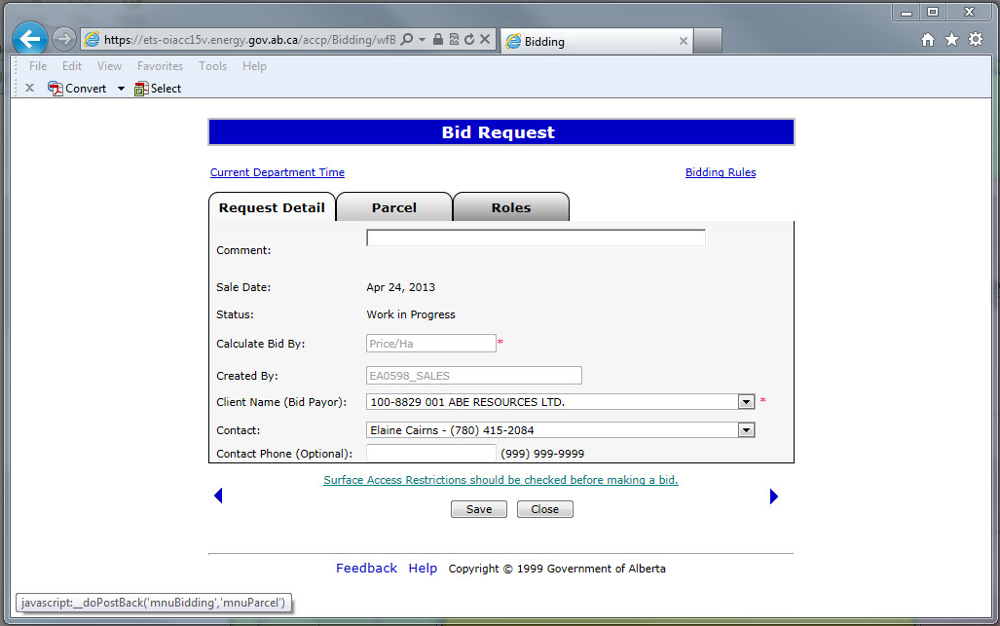 https://ets-oiacc15v.energy.gov.ab.ca/accp/Bidding/wfB
Bidding
File Edit View Favorites Tools Help
X Convert Select
Bid Request
Current Department Time Bidding Rules
Request Detail Parcel Roles
Comment:
Sale Date: Apr 24, 2013
Status: Work in Progress
Calculate Bid By: Price/Ha *
Created By: EA0598_SALES
Client Name (Bid Payor): 100-8829 001 ABE RESOURCES LTD. *
Contact: Elaine Cairns - (780) 415-2084
Contact Phone (Optional): (999) 999-9999
Surface Access Restrictions should be checked before making a bid.
Save Close
Feedback Help Copyright © 1999 Government of Alberta
javascript:__doPostBack('mnuBidding','mnuParcel')